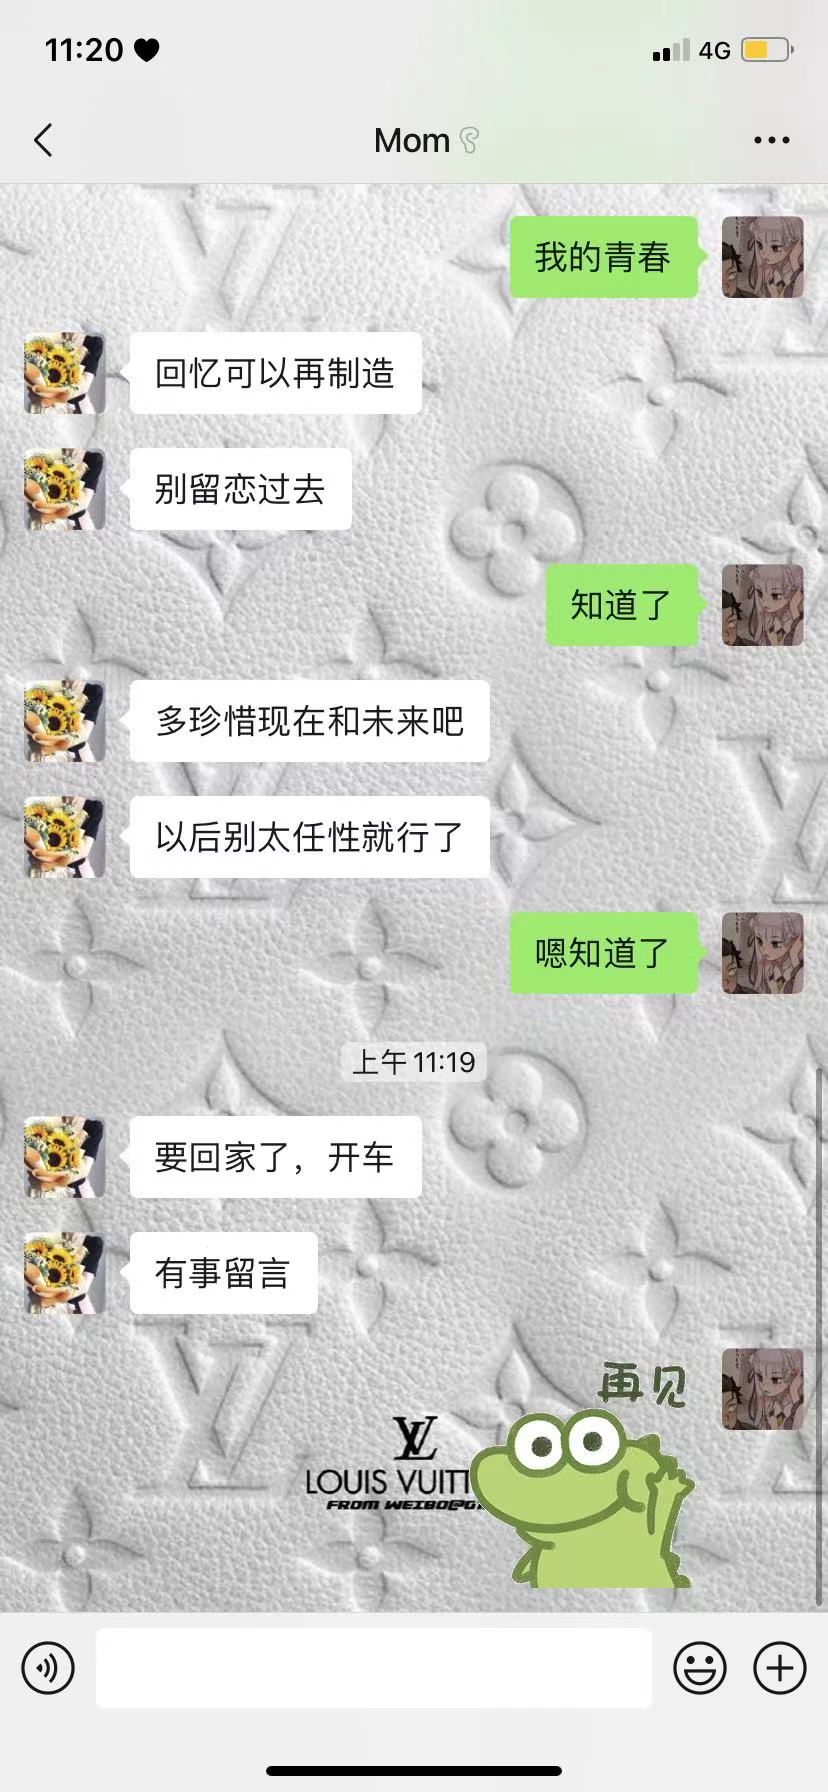 11:20
4G
Mom
我的青春
回忆可以再制造
别留恋过去
知道了
多珍惜现在和未来吧
以后别太任性就行了
嗯知道了
上午 11:19
要回家了，开车
有事留言
再见
LV
LOUIS VUITT
FROM WEIBO@G